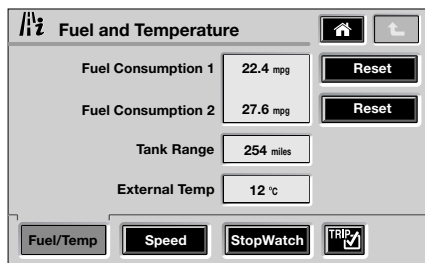 i Fuel and Temperature
Fuel Consumption 1 22.4 mpg Reset
Fuel Consumption 2 27.6 mpg Reset
Tank Range 254 miles
External Temp 12 °C
Fuel/Temp Speed StopWatch TRIP